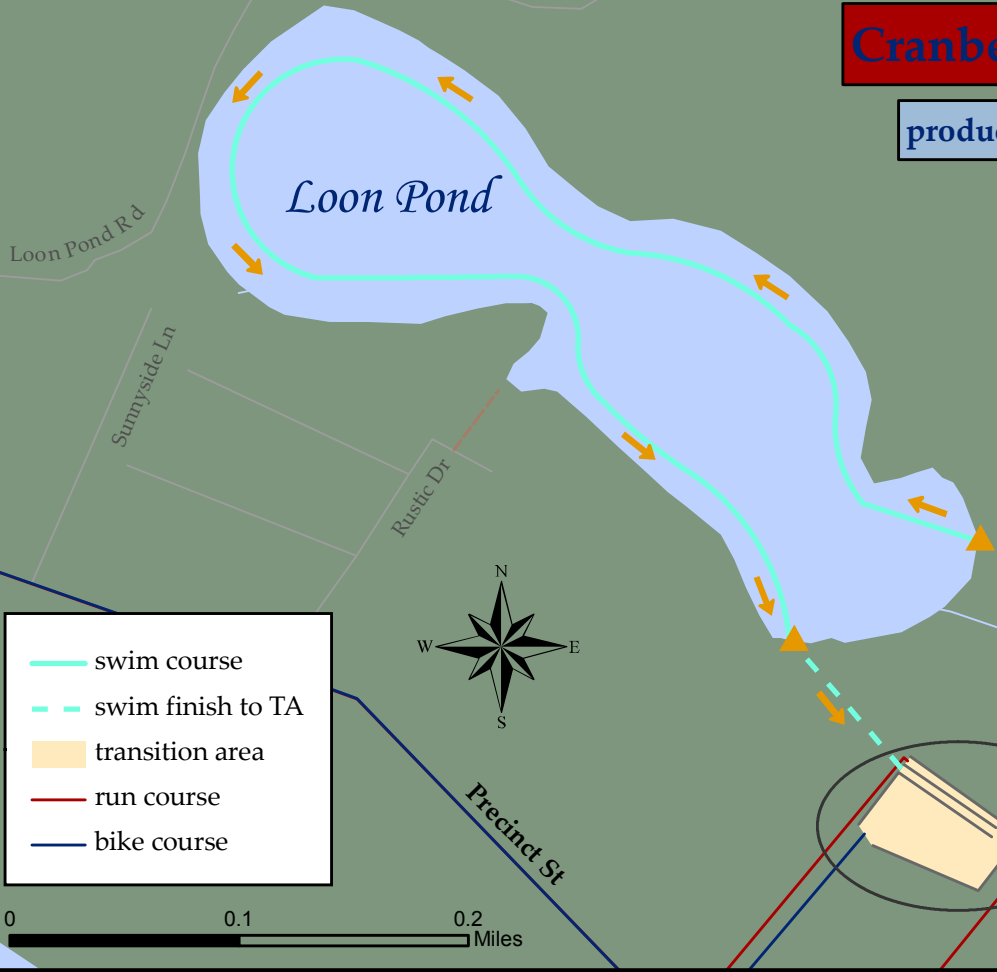 Loon Pond
Loon Pond Rd
Sunnyside Ln
Rustic Dr
N
W
E
S
swim course
swim finish to TA
transition area
run course
bike course
Precinct St
0
0.1
0.2
Miles